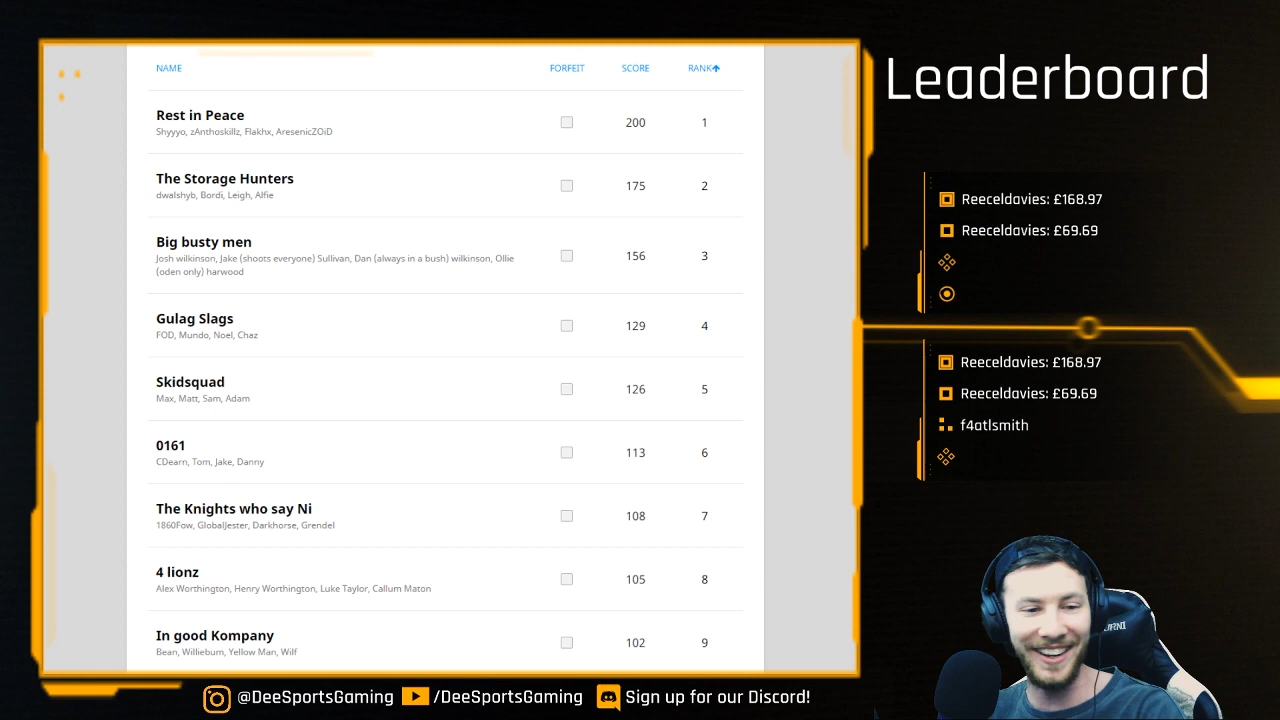 Leaderboard
NAME FORFEIT SCORE RANK
Rest in Peace 200 1
Shyyyo, zAnthoskillz, Flakhx, AresenicZOiD
The Storage Hunters 175 2
dwalshyb, Bordi, Leigh, Alfie
Big busty men 156 3
Josh wilkinson, Jake (shoots everyone) Sullivan, Dan (always in a bush) wilkinson, Ollie
(oden only) harwood
Gulag Slags 129 4
FOD, Mundo, Noel, Chaz
Skidsquad 126 5
Max, Matt, Sam, Adam
0161 113 6
CDearn, Tom, Jake, Danny
The Knights who say Ni 108 7
1860Fow, GlobalJester, Darkhorse, Grendel
4 lionz 105 8
Alex Worthington, Henry Worthington, Luke Taylor, Callum Maton
In good Kompany 102 9
Bean, Williebum, Yellow Man, Wilf
Reeceldavies: £168.97
Reeceldavies: £69.69
Reeceldavies: £168.97
Reeceldavies: £69.69
f4atlsmith
@DeeSportsGaming /DeeSportsGaming Sign up for our Discord!